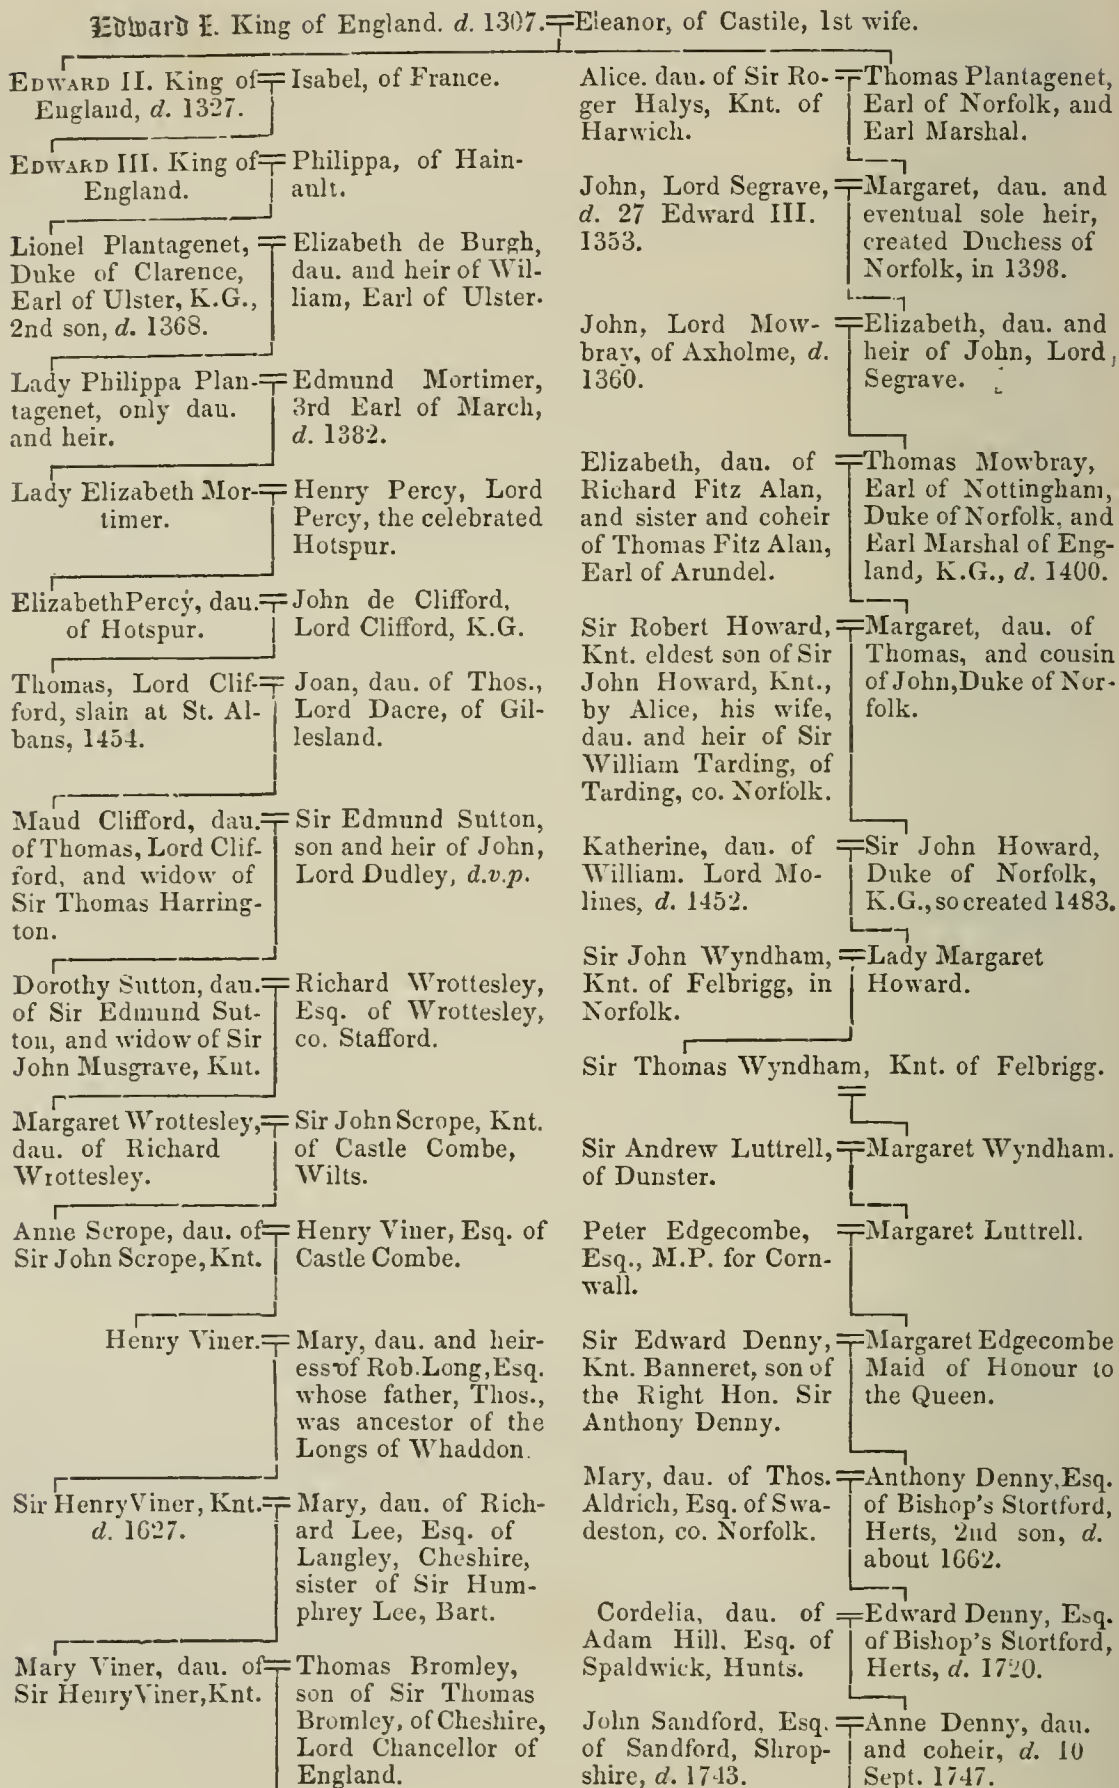 Edward I. King of England. d. 1307.=Eleanor, of Castile, 1st wife.
EDWARD II. King of
England, d. 1327.
= Isabel, of France.
EDWARD III. King of
England.
= Philippa, of Hain-
ault.
Lionel Plantagenet,
Duke of Clarence,
Earl of Ulster, K.G.,
2nd son, d. 1368.
= Elizabeth de Burgh,
dau. and heir of Wil-
liam, Earl of Ulster.
Lady Philippa Plan-
tagenet, only dau.
and heir.
= Edmund Mortimer,
3rd Earl of March,
d. 1382.
Lady Elizabeth Mor-
timer.
= Henry Percy, Lord
Percy, the celebrated
Hotspur.
Elizabeth Percy, dau.
of Hotspur.
= John de Clifford,
Lord Clifford, K.G.
Thomas, Lord Clif-
ford, slain at St. Al-
bans, 1454.
= Joan, dau. of Thos.,
Lord Dacre, of Gil-
lesland.
Maud Clifford, dau.
of Thomas, Lord Clif-
ford, and widow of
Sir Thomas Harring-
ton.
= Sir Edmund Sutton,
son and heir of John,
Lord Dudley, d.v.p.
Dorothy Sutton, dau.
of Sir Edmund Sut-
ton, and widow of Sir
John Musgrave, Knt.
= Richard Wrottesley,
Esq. of Wrottesley,
co. Stafford.
Margaret Wrottesley,
dau. of Richard
Wrottesley.
= Sir John Scrope, Knt.
of Castle Combe,
Wilts.
Anne Scrope, dau. of
Sir John Scrope, Knt.
= Henry Viner, Esq. of
Castle Combe.
Henry Viner.
= Mary, dau. and heir-
ess of Rob. Long, Esq.
whose father, Thos.,
was ancestor of the
Longs of Whaddon.
Sir Henry Viner, Knt.
d. 1627.
= Mary, dau. of Rich-
ard Lee, Esq. of
Langley, Cheshire,
sister of Sir Hum-
phrey Lee, Bart.
Mary Viner, dau. of
Sir Henry Viner, Knt.
= Thomas Bromley,
son of Sir Thomas
Bromley, of Cheshire,
Lord Chancellor of
England.
Alice. dau. of Sir Ro-
ger Halys, Knt. of
Harwich.
= Thomas Plantagenet,
Earl of Norfolk, and
Earl Marshal.
John, Lord Segrave,
d. 27 Edward III.
1353.
= Margaret, dau. and
eventual sole heir,
created Duchess of
Norfolk, in 1398.
John, Lord Mow-
bray, of Axholme, d.
1360.
= Elizabeth, dau. and
heir of John, Lord,
Segrave.
Elizabeth, dau. of
Richard Fitz Alan,
and sister and coheir
of Thomas Fitz Alan,
Earl of Arundel.
= Thomas Mowbray,
Earl of Nottingham,
Duke of Norfolk, and
Earl Marshal of Eng-
land, K.G., d. 1400.
Sir Robert Howard,
Knt. eldest son of Sir
John Howard, Knt.,
by Alice, his wife,
dau. and heir of Sir
William Tarding, of
Tarding, co. Norfolk.
= Margaret, dau. of
Thomas, and cousin
of John, Duke of Nor-
folk.
Katherine, dau. of
William. Lord Mo-
lines, d. 1452.
= Sir John Howard,
Duke of Norfolk,
K.G., so created 1483.
Sir John Wyndham,
Knt. of Felbrigg, in
Norfolk.
= Lady Margaret
Howard.
Sir Thomas Wyndham, Knt. of Felbrigg.
=
Sir Andrew Luttrell,
of Dunster.
= Margaret Wyndham.
Peter Edgecombe,
Esq., M.P. for Corn-
wall.
= Margaret Luttrell.
Sir Edward Denny,
Knt. Banneret, son of
the Right Hon. Sir
Anthony Denny.
= Margaret Edgecombe
Maid of Honour to
the Queen.
Mary, dau. of Thos.
Aldrich, Esq. of Swa-
deston, co. Norfolk.
= Anthony Denny, Esq.
of Bishop's Stortford,
Herts, 2nd son, d.
about 1662.
Cordelia, dau. of
Adam Hill, Esq. of
Spaldwick, Hunts.
= Edward Denny, Esq.
of Bishop's Stortford,
Herts, d. 1720.
John Sandford, Esq.
of Sandford, Shrop-
shire, d. 1743.
= Anne Denny, dau.
and coheir, d. 10
Sept. 1747.